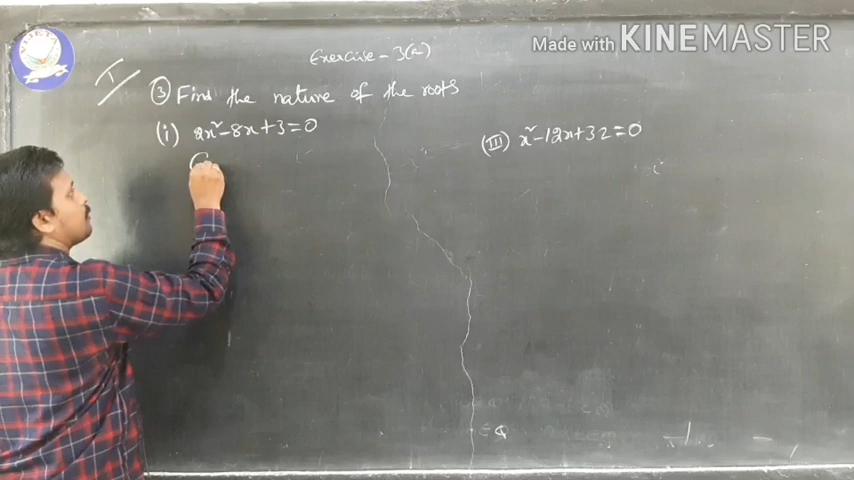 Made with KINEMASTER
VIJETA
Exercise - 3(a)
I
③ Find the nature of the roots
(i) 2x² - 8x + 3 = 0
(III) x² - 12x + 32 = 0
∈ Q